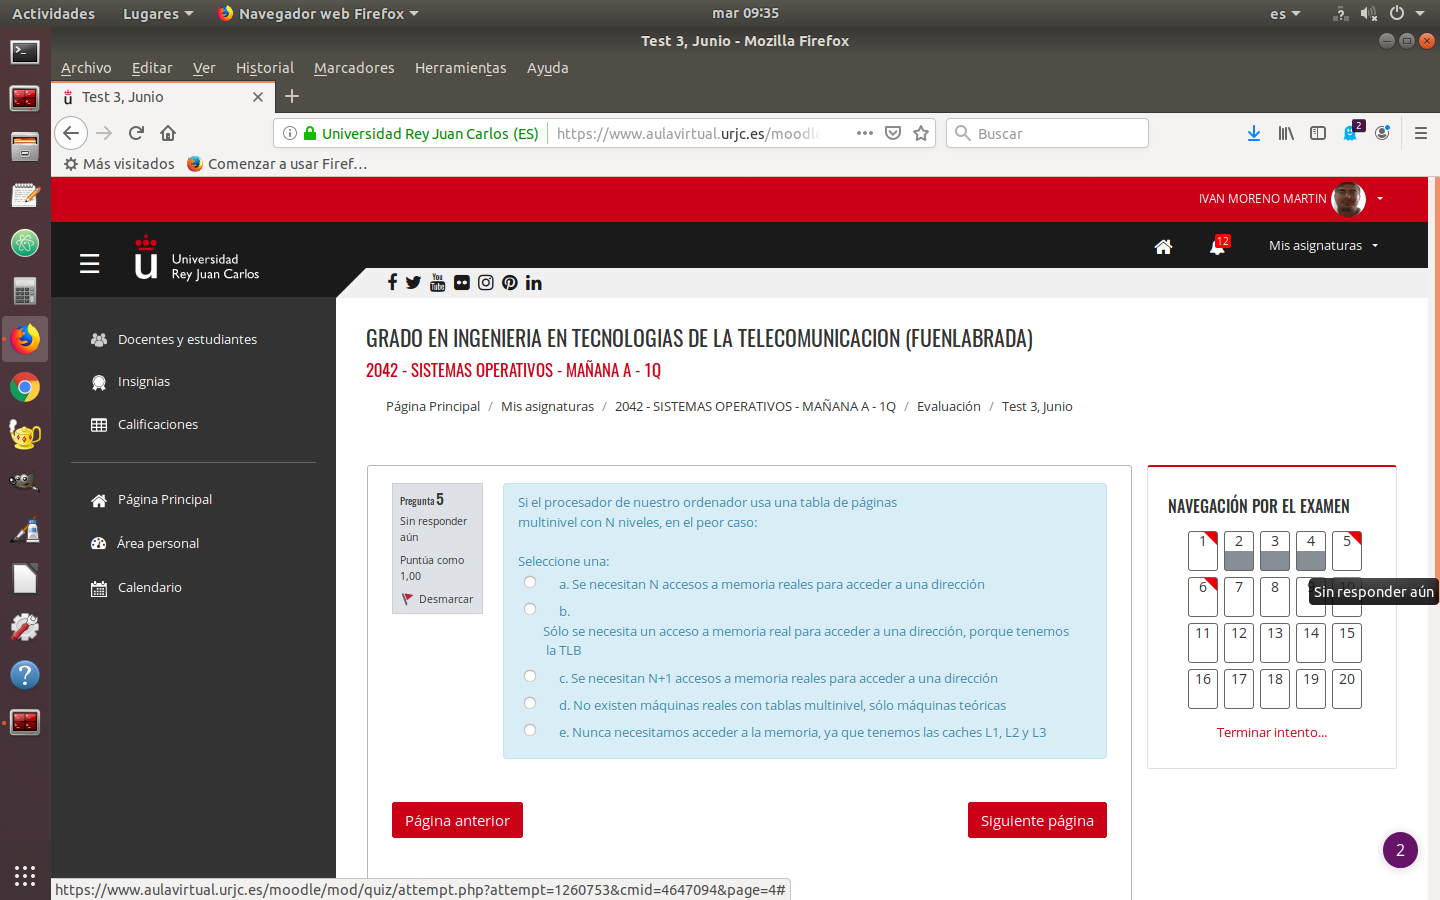 Actividades Lugares Navegador web Firefox mar 09:35 es
Test 3, Junio - Mozilla Firefox
Archivo Editar Ver Historial Marcadores Herramientas Ayuda
Test 3, Junio
Universidad Rey Juan Carlos (ES) https://www.aulavirtual.urjc.es/moodle Buscar 2
Más visitados Comenzar a usar Firef...
IVAN MORENO MARTIN
Universidad
Rey Juan Carlos
12 Mis asignaturas
You Tube
Docentes y estudiantes
Insignias
Calificaciones
Página Principal
Área personal
Calendario
GRADO EN INGENIERIA EN TECNOLOGIAS DE LA TELECOMUNICACION (FUENLABRADA)
2042 - SISTEMAS OPERATIVOS - MAÑANA A - 1Q
Página Principal / Mis asignaturas / 2042 - SISTEMAS OPERATIVOS - MAÑANA A - 1Q / Evaluación / Test 3, Junio
Pregunta 5
Sin responder
aún
Puntúa como
1,00
Desmarcar
Si el procesador de nuestro ordenador usa una tabla de páginas
multinivel con N niveles, en el peor caso:
Seleccione una:
a. Se necesitan N accesos a memoria reales para acceder a una dirección
b.
Sólo se necesita un acceso a memoria real para acceder a una dirección, porque tenemos
la TLB
c. Se necesitan N+1 accesos a memoria reales para acceder a una dirección
d. No existen máquinas reales con tablas multinivel, sólo máquinas teóricas
e. Nunca necesitamos acceder a la memoria, ya que tenemos las caches L1, L2 y L3
Página anterior
Siguiente página
NAVEGACIÓN POR EL EXAMEN
1 2 3 4 5
6 7 8
Sin responder aún
11 12 13 14 15
16 17 18 19 20
Terminar intento...
2
https://www.aulavirtual.urjc.es/moodle/mod/quiz/attempt.php?attempt=1260753&cmid=4647094&page=4#